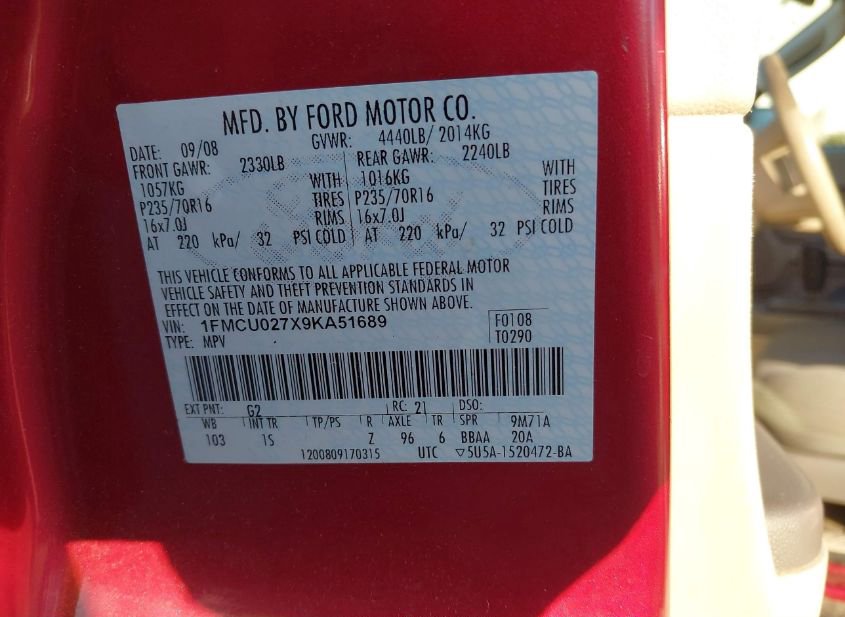 MFD. BY FORD MOTOR CO.
DATE: 09/08 GVWR: 4440LB/ 2014KG
FRONT GAWR: 2330LB REAR GAWR: 2240LB
1057KG WITH 1016KG WITH
P235/70R16 TIRES P235/70R16 TIRES
16x7.0J RIMS 16x7.0J RIMS
AT 220 kPa/ 32 PSI COLD AT 220 kPa/ 32 PSI COLD
THIS VEHICLE CONFORMS TO ALL APPLICABLE FEDERAL MOTOR
VEHICLE SAFETY AND THEFT PREVENTION STANDARDS IN
EFFECT ON THE DATE OF MANUFACTURE SHOWN ABOVE.
VIN: 1FMCU027X9KA51689 F0108
TYPE: MPV T0290
EXT PNT: G2 RC: 21 DSO:
WB INT TR TP/PS R AXLE TR SPR 9M71A
103 1S Z 96 6 BBAA 20A
1200809170315 UTC ▽5U5A-1520472-BA